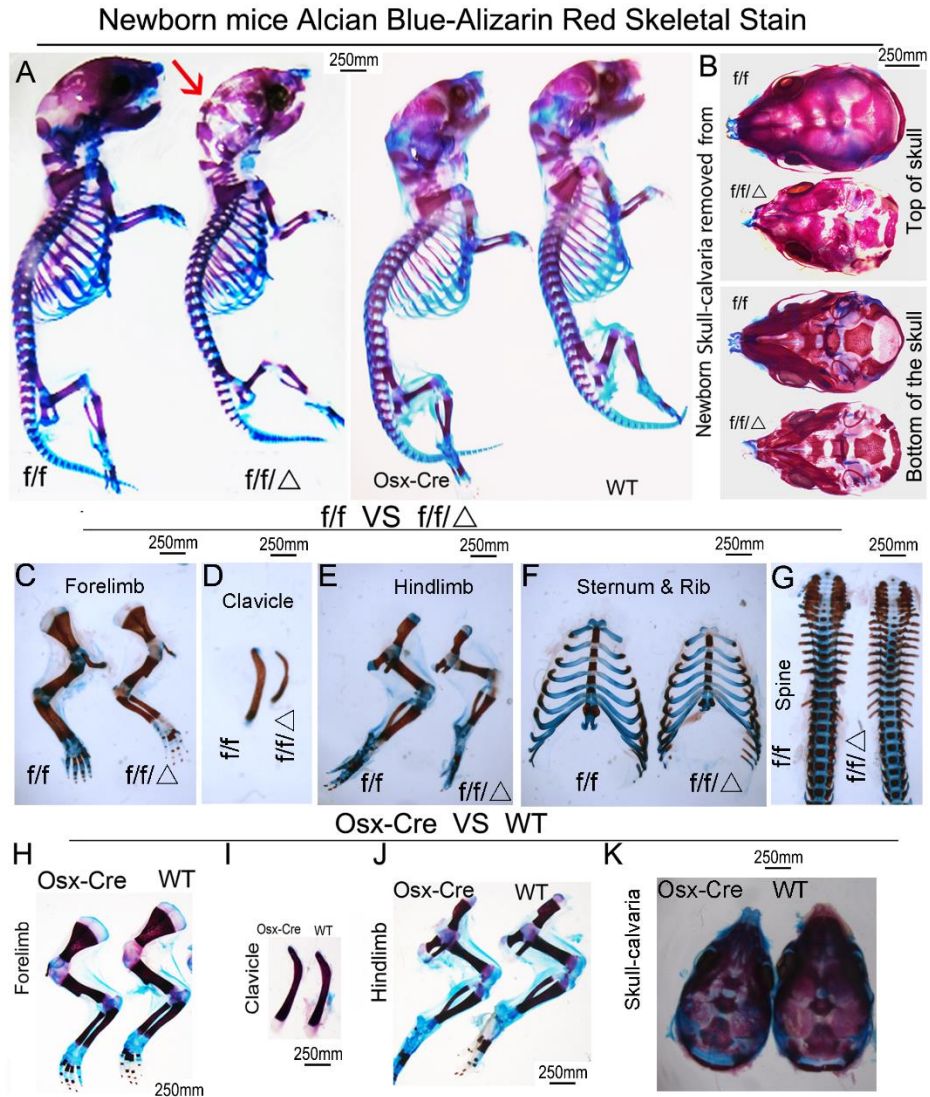 Newborn mice Alcian Blue-Alizarin Red Skeletal Stain
A
250mm
f/f
f/f/△
Osx-Cre
WT
B
250mm
Newborn Skull-calvaria removed from
f/f
f/f/△
Top of skull
f/f
f/f/△
Bottom of the skull
f/f VS f/f/△
250mm
250mm
250mm
250mm
250mm
C
Forelimb
f/f
f/f/△
D
Clavicle
f/f
f/f/△
E
Hindlimb
f/f
f/f/△
F
Sternum & Rib
f/f
f/f/△
G
Spine
f/f
f/f/△
Osx-Cre VS WT
H
Osx-Cre WT
Forelimb
250mm
I
Osx-Cre WT
Clavicle
250mm
J
Osx-Cre WT
Hindlimb
250mm
K
250mm
Osx-Cre WT
Skull-calvaria